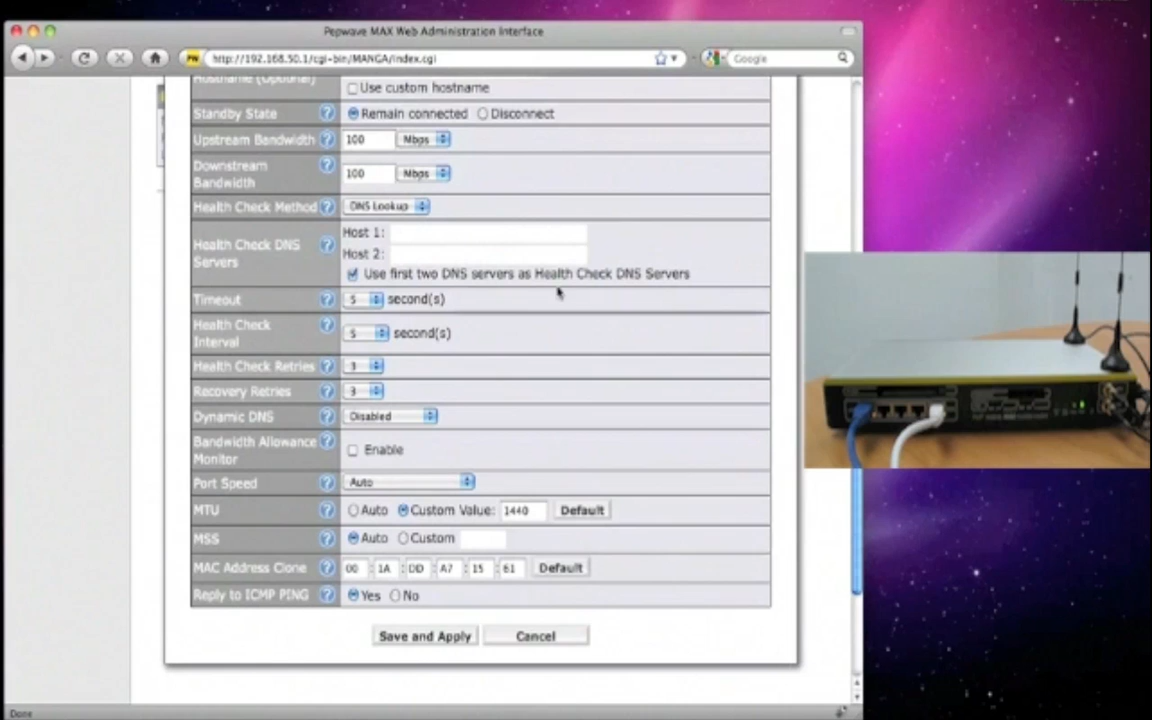 Pepwave MAX Web Administration Interface
http://192.168.50.1/cgi-bin/MANGA/index.cgi
Google
Hostname (Optional)
Use custom hostname
Standby State ? Remain connected Disconnect
Upstream Bandwidth ? 100 Mbps
Downstream
Bandwidth ? 100 Mbps
Health Check Method ? DNS Lookup
Health Check DNS
Servers ? Host 1:
Host 2:
Use first two DNS servers as Health Check DNS Servers
Timeout ? 5 second(s)
Health Check
Interval ? 5 second(s)
Health Check Retries ? 3
Recovery Retries ? 3
Dynamic DNS ? Disabled
Bandwidth Allowance
Monitor ? Enable
Port Speed ? Auto
MTU ? Auto Custom Value: 1440 Default
MSS ? Auto Custom
MAC Address Clone ? 00 : 1A : DD : A7 : 15 : 61 Default
Reply to ICMP PING ? Yes No
Save and Apply Cancel
Done